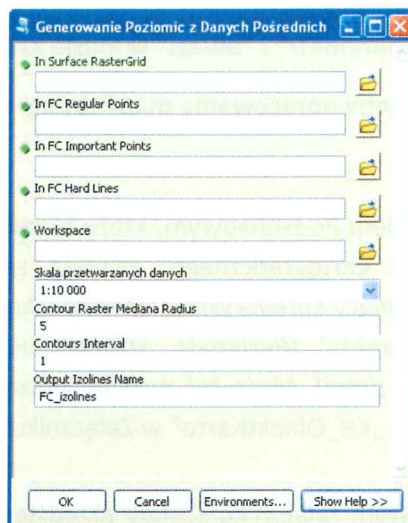 Generowanie Poziomic z Danych Pośrednich
In Surface RasterGrid
In FC Regular Points
In FC Important Points
In FC Hard Lines
Workspace
Skala przetwarzanych danych
1:10 000
Contour Raster Mediana Radius
5
Contours Interval
1
Output Izolines Name
FC_izolines
OK
Cancel
Environments...
Show Help >>